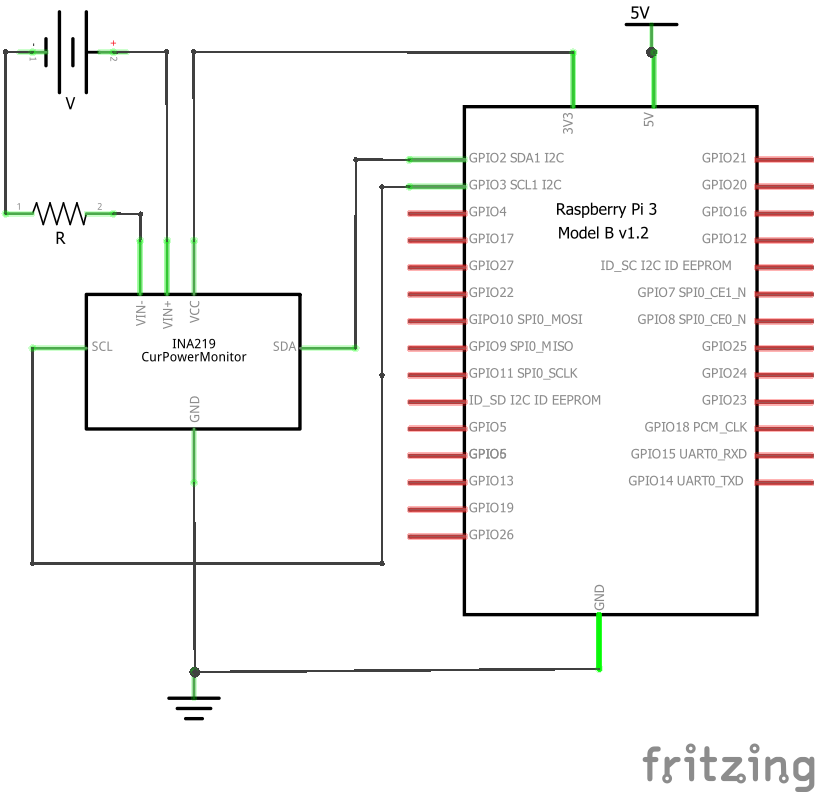 5V
- 1
+ 2
V
3V3
5V
GPIO2 SDA1 I2C
GPIO3 SCL1 I2C
GPIO4
GPIO17
GPIO27
GPIO22
GIPO10 SPI0_MOSI
GPIO9 SPI0_MISO
GPIO11 SPI0_SCLK
ID_SD I2C ID EEPROM
GPIO5
GPIO6
GPIO13
GPIO19
GPIO26
Raspberry Pi 3
Model B v1.2
GPIO21
GPIO20
GPIO16
GPIO12
ID_SC I2C ID EEPROM
GPIO7 SPI0_CE1_N
GPIO8 SPI0_CE0_N
GPIO25
GPIO24
GPIO23
GPIO18 PCM_CLK
GPIO15 UART0_RXD
GPIO14 UART0_TXD
GND
1
2
R
VIN-
VIN+
VCC
SCL
INA219
CurPowerMonitor
SDA
GND
fritzing